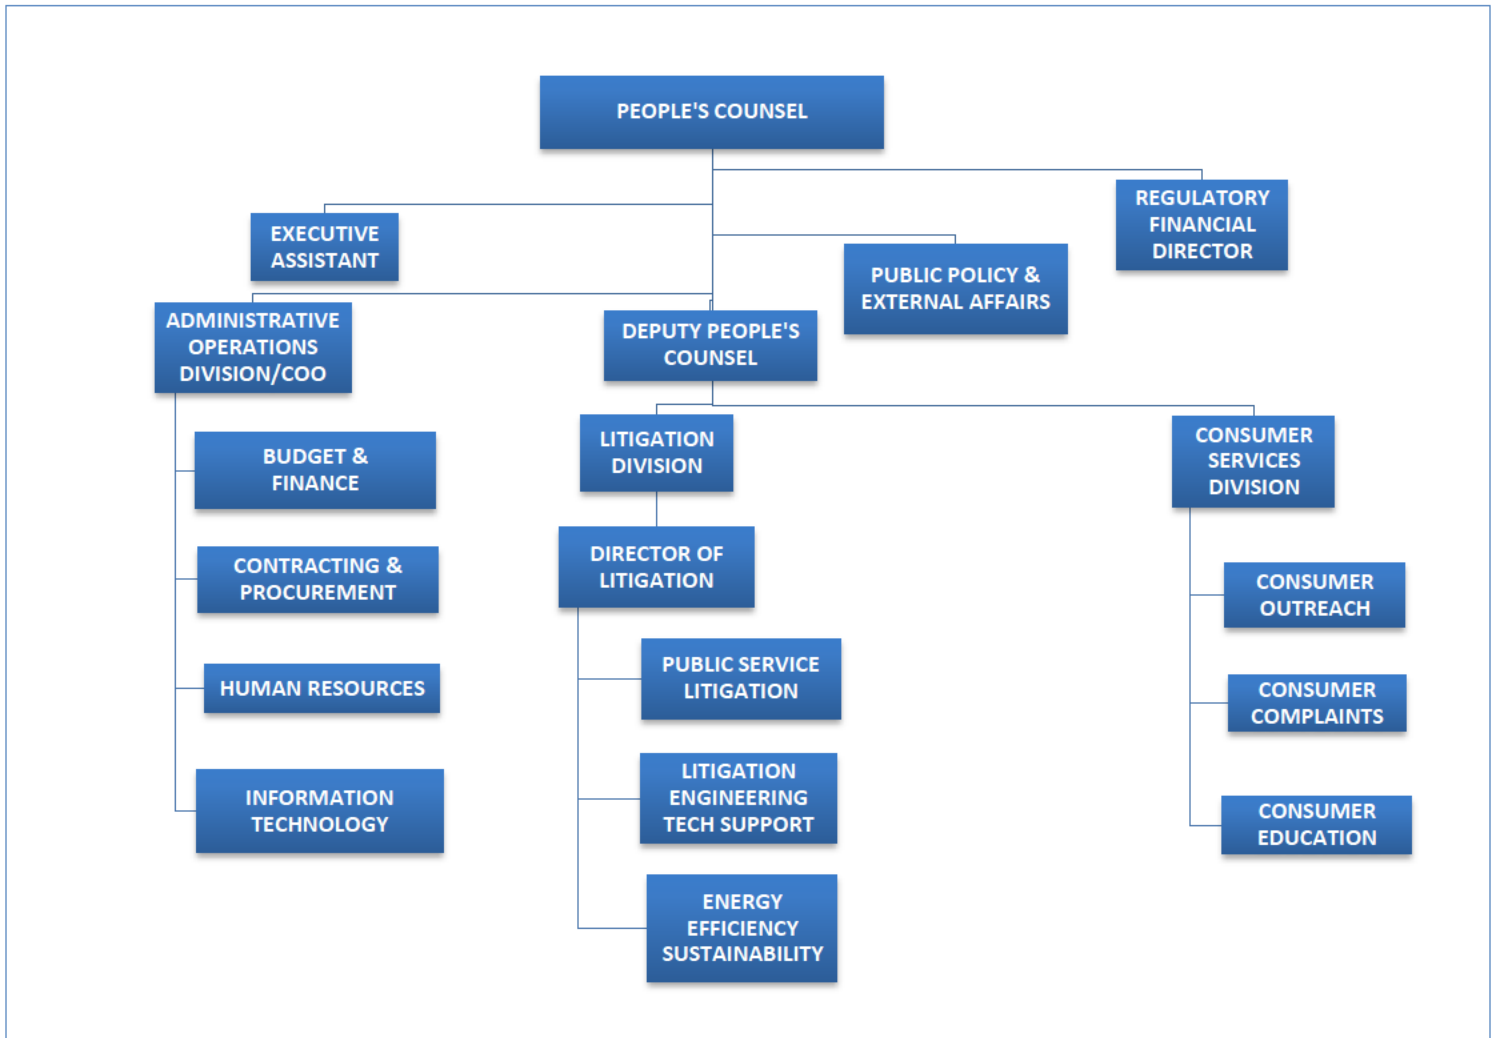 PEOPLE'S COUNSEL
REGULATORY
FINANCIAL
DIRECTOR
EXECUTIVE
ASSISTANT
PUBLIC POLICY &
EXTERNAL AFFAIRS
ADMINISTRATIVE
OPERATIONS
DIVISION/COO
DEPUTY PEOPLE'S
COUNSEL
LITIGATION
DIVISION
CONSUMER
SERVICES
DIVISION
BUDGET &
FINANCE
DIRECTOR OF
LITIGATION
CONTRACTING &
PROCUREMENT
CONSUMER
OUTREACH
PUBLIC SERVICE
LITIGATION
HUMAN RESOURCES
CONSUMER
COMPLAINTS
LITIGATION
ENGINEERING
TECH SUPPORT
INFORMATION
TECHNOLOGY
CONSUMER
EDUCATION
ENERGY
EFFICIENCY
SUSTAINABILITY